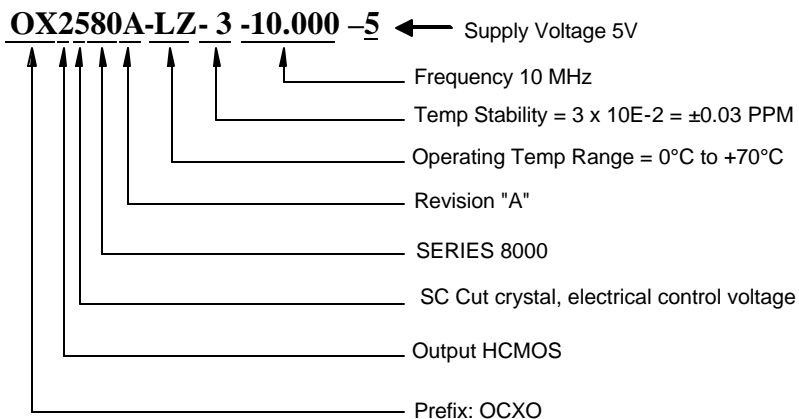 OX2580A-LZ- 3 -10.000 –5
Supply Voltage 5V
Frequency 10 MHz
Temp Stability = 3 x 10E-2 = ±0.03 PPM
Operating Temp Range = 0°C to +70°C
Revision "A"
SERIES 8000
SC Cut crystal, electrical control voltage
Output HCMOS
Prefix: OCXO